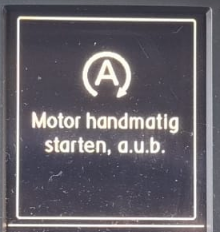 A
Motor handmatig
starten, a.u.b.